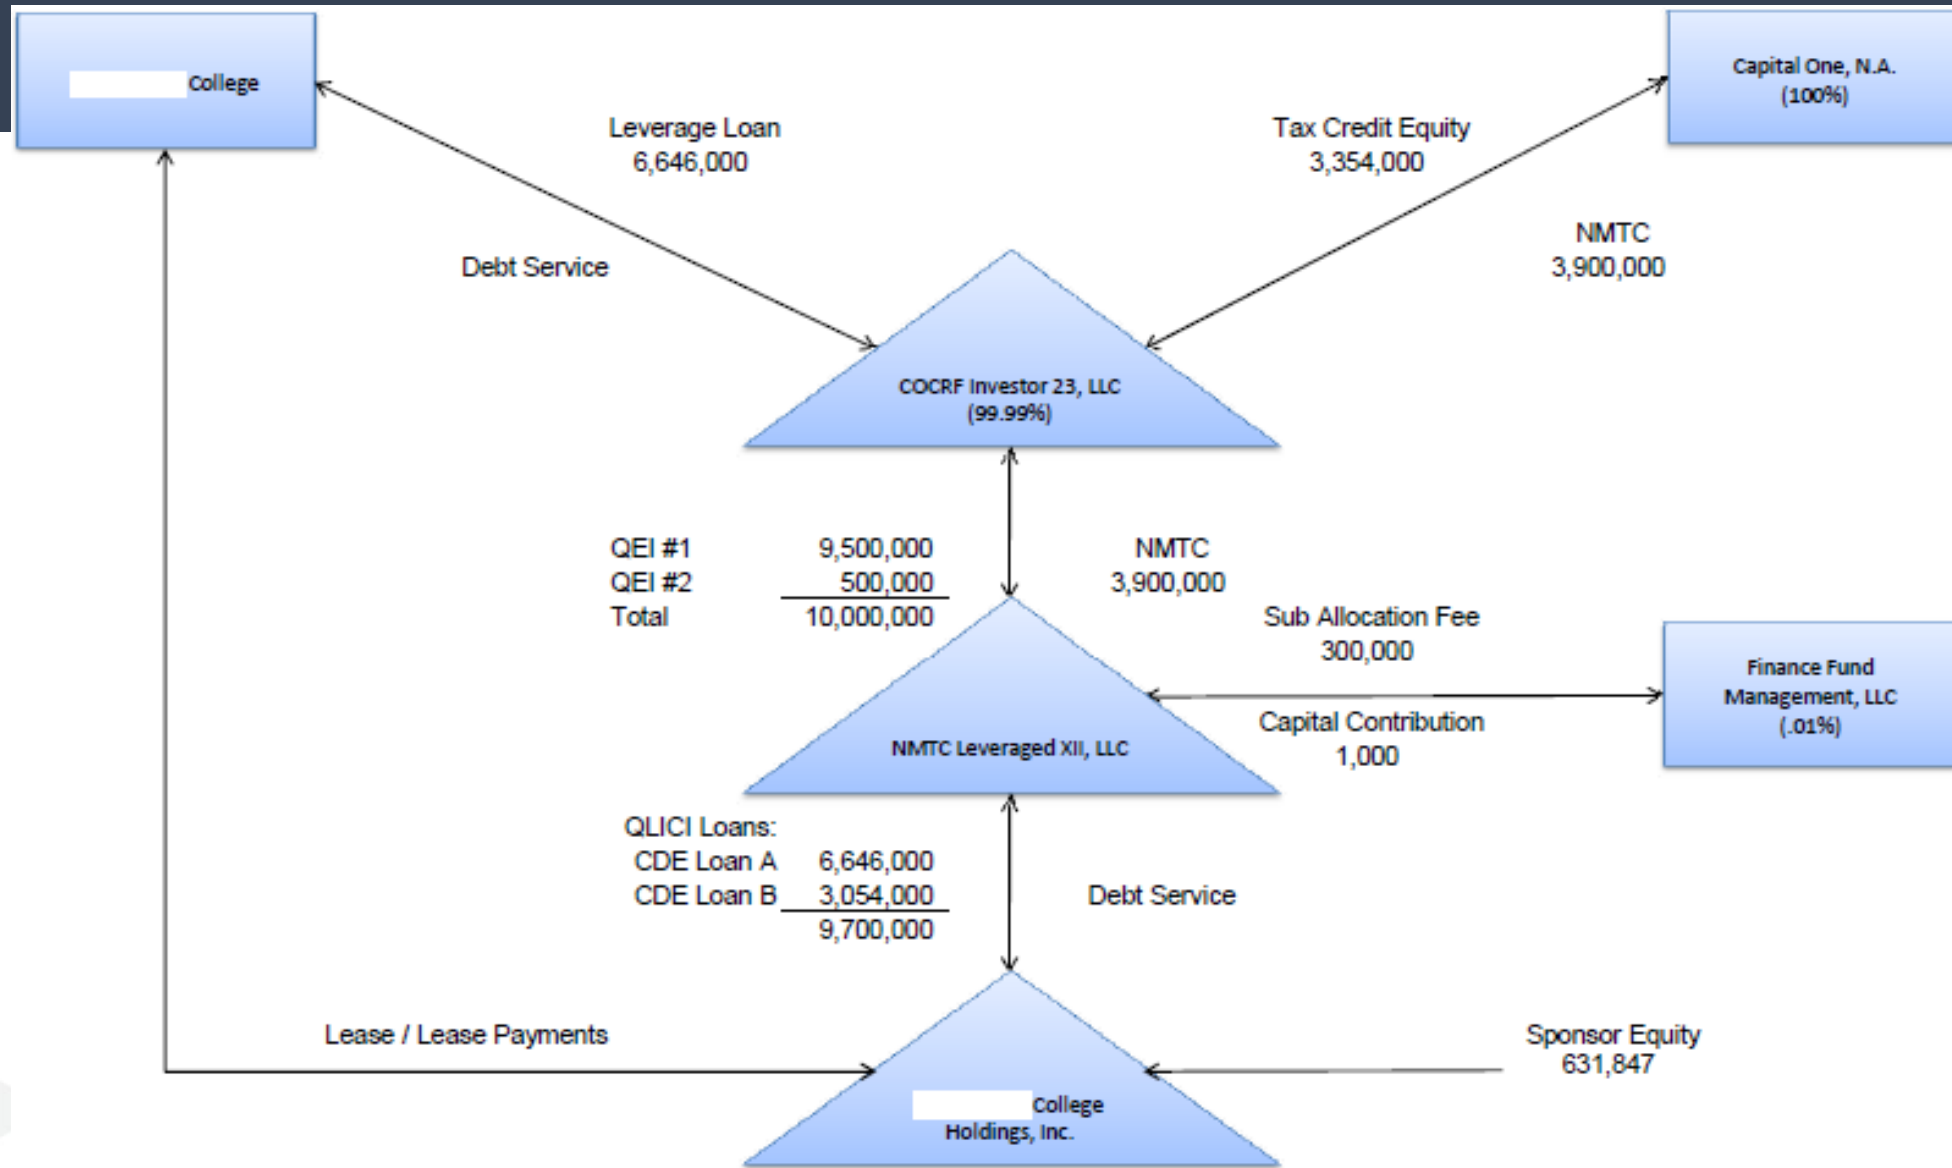 College
Capital One, N.A.
(100%)
Leverage Loan
6,646,000
Tax Credit Equity
3,354,000
NMTC
3,900,000
Debt Service
COCRF Investor 23, LLC
(99.99%)
QEI #1 9,500,000
QEI #2 500,000
Total 10,000,000
NMTC
3,900,000
Sub Allocation Fee
300,000
Finance Fund
Management, LLC
(.01%)
Capital Contribution
1,000
NMTC Leveraged XII, LLC
QLICI Loans:
CDE Loan A 6,646,000
CDE Loan B 3,054,000
9,700,000
Debt Service
Lease / Lease Payments
Sponsor Equity
631,847
College
Holdings, Inc.